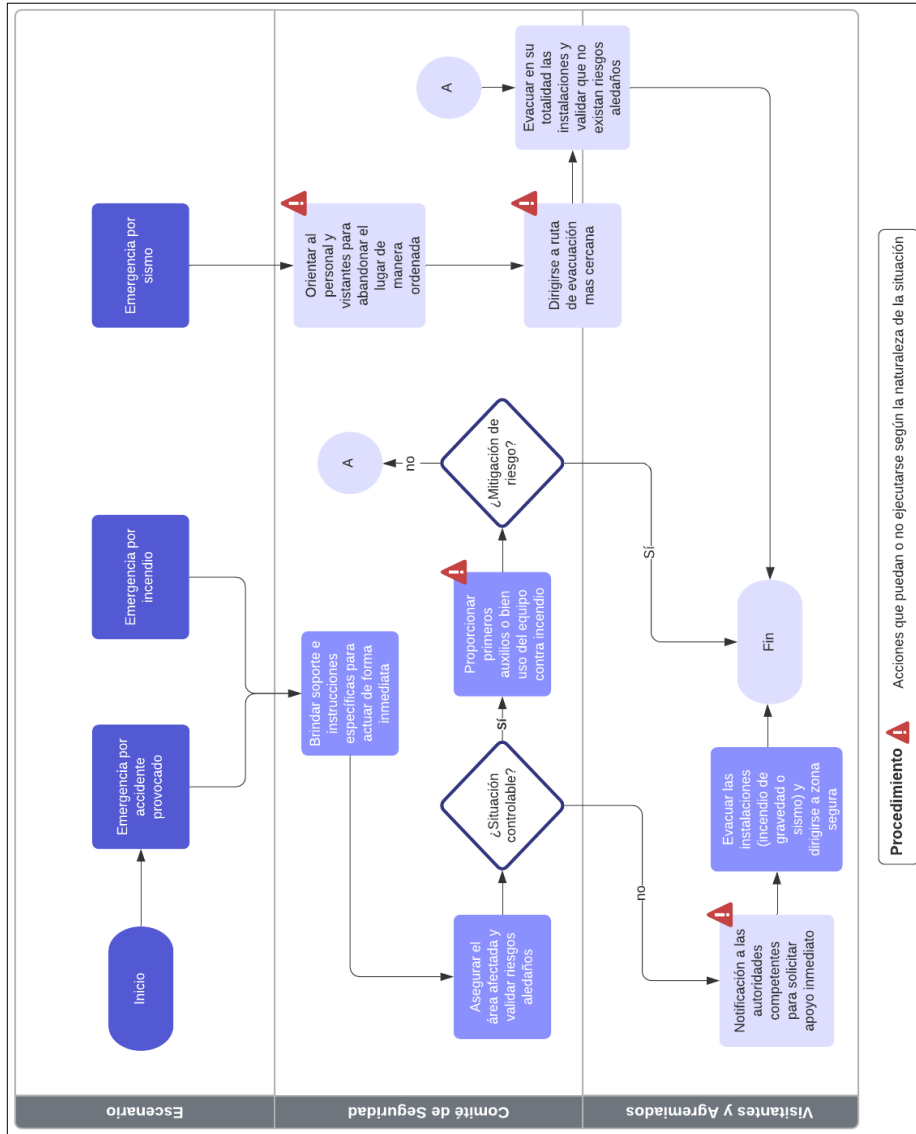 Escenario
Inicio
Emergencia por
accidente
provocado
Emergencia por
incendio
Emergencia por
sismo
Comité de Seguridad
Brindar soporte e
instrucciones
específicas para
actuar de forma
inmediata
Asegurar el
área afectada y
validar riesgos
aledaños
¿Situación
controlable?
Sí
no
Proporcionar
primeros
auxilios o bien
uso del equipo
contra incendio
¿Mitigación de
riesgo?
no
Sí
A
Orientar al
personal y
vistantes para
abandonar el
lugar de
manera
ordenada
Dirigirse a ruta
de evacuación
mas cercana
A
Evacuar en su
totalidad las
instalaciones y
validar que no
existan riesgos
aledaños
Visitantes y Agremiados
Notificación a las
autoridades
competentes
para solicitar
apoyo inmediato
Evacuar las
instalaciones
(incendio de
gravedad o
sismo) y
dirigirse a zona
segura
Fin
Procedimiento
Acciones que puedan o no ejecutarse según la naturaleza de la situación